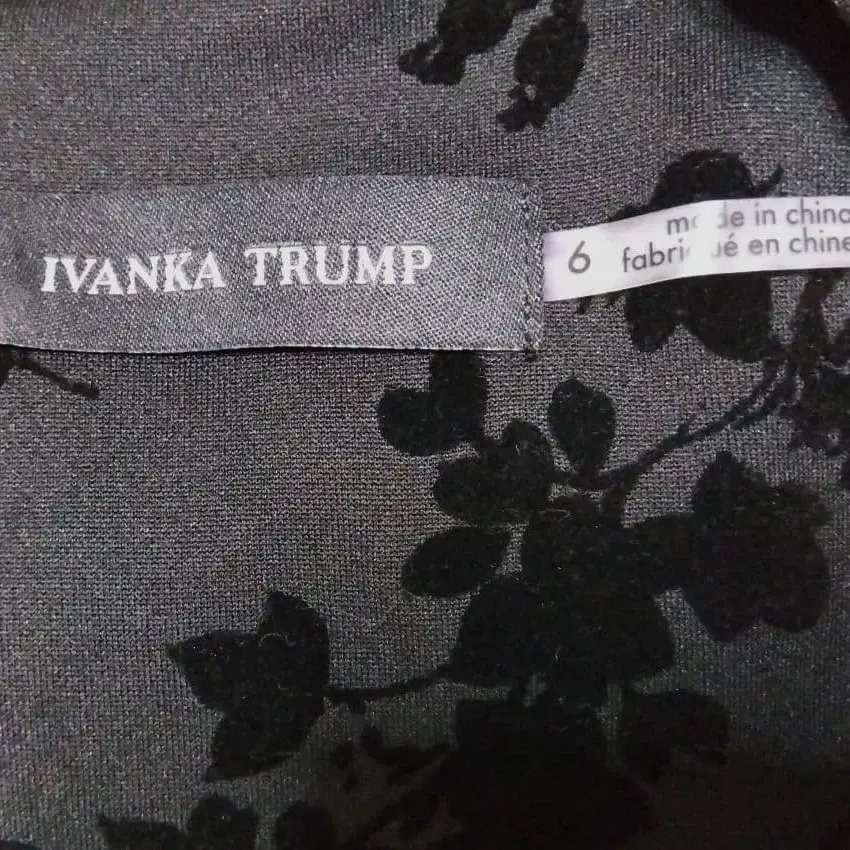 IVANKA TRUMP
6
made in china
fabriqué en chine